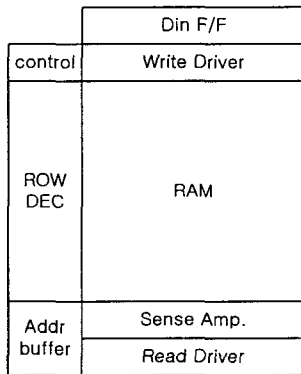 Din F/F
control
Write Driver
ROW
DEC
RAM
Addr
buffer
Sense Amp.
Read Driver